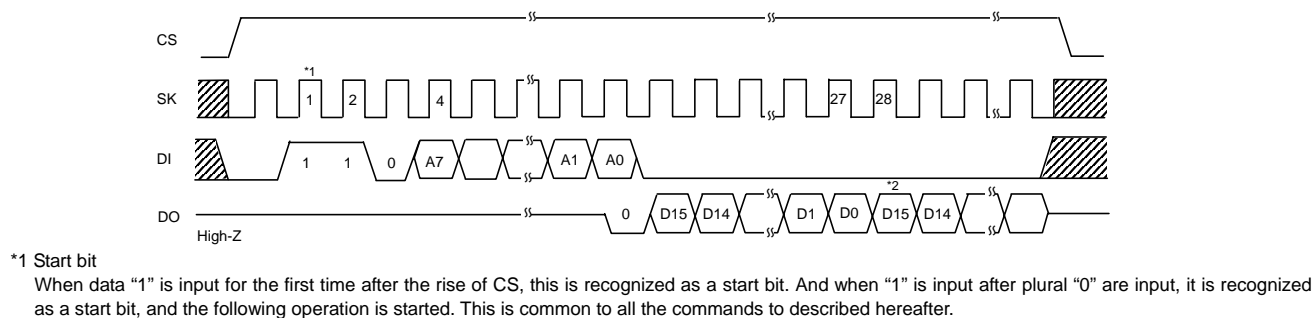 CS
*1
SK 1 2 4 27 28
DI 1 1 0 A7 A1 A0
*2
DO 0 D15 D14 D1 D0 D15 D14
High-Z
*1 Start bit
When data “1” is input for the first time after the rise of CS, this is recognized as a start bit. And when “1” is input after plural “0” are input, it is recognized
as a start bit, and the following operation is started. This is common to all the commands to described hereafter.